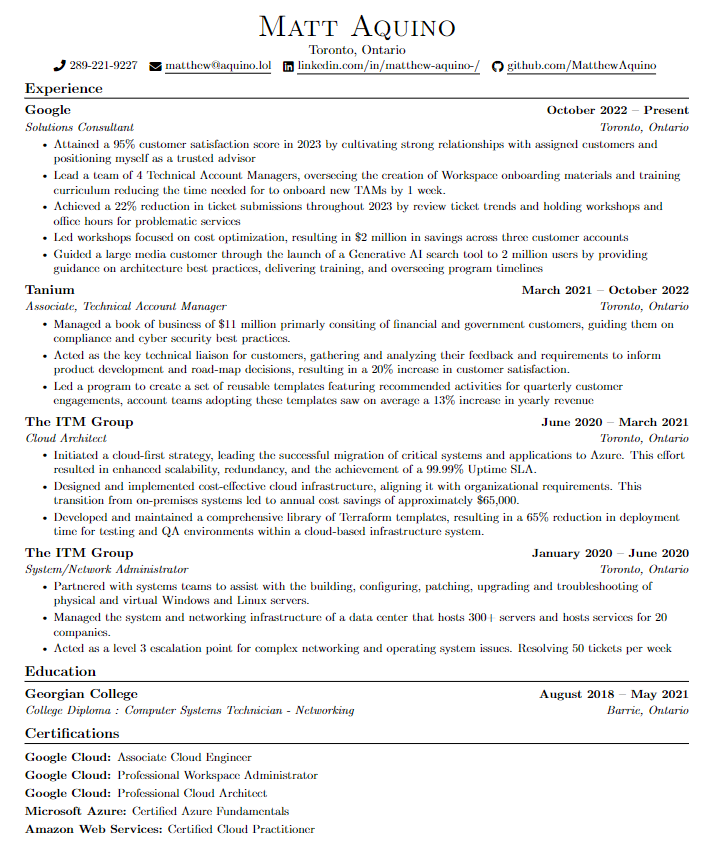 Matt Aquino
Toronto, Ontario
289-221-9227 matthew@aquino.lol linkedin.com/in/matthew-aquino-/ github.com/MatthewAquino
Experience
Google October 2022 – Present
Solutions Consultant Toronto, Ontario
• Attained a 95% customer satisfaction score in 2023 by cultivating strong relationships with assigned customers and
positioning myself as a trusted advisor
• Lead a team of 4 Technical Account Managers, overseeing the creation of Workspace onboarding materials and training
curriculum reducing the time needed for to onboard new TAMs by 1 week.
• Achieved a 22% reduction in ticket submissions throughout 2023 by review ticket trends and holding workshops and
office hours for problematic services
• Led workshops focused on cost optimization, resulting in $2 million in savings across three customer accounts
• Guided a large media customer through the launch of a Generative AI search tool to 2 million users by providing
guidance on architecture best practices, delivering training, and overseeing program timelines
Tanium March 2021 – October 2022
Associate, Technical Account Manager Toronto, Ontario
• Managed a book of business of $11 million primarly consiting of financial and government customers, guiding them on
compliance and cyber security best practices.
• Acted as the key technical liaison for customers, gathering and analyzing their feedback and requirements to inform
product development and road-map decisions, resulting in a 20% increase in customer satisfaction.
• Led a program to create a set of reusable templates featuring recommended activities for quarterly customer
engagements, account teams adopting these templates saw on average a 13% increase in yearly revenue
The ITM Group June 2020 – March 2021
Cloud Architect Toronto, Ontario
• Initiated a cloud-first strategy, leading the successful migration of critical systems and applications to Azure. This effort
resulted in enhanced scalability, redundancy, and the achievement of a 99.99% Uptime SLA.
• Designed and implemented cost-effective cloud infrastructure, aligning it with organizational requirements. This
transition from on-premises systems led to annual cost savings of approximately $65,000.
• Developed and maintained a comprehensive library of Terraform templates, resulting in a 65% reduction in deployment
time for testing and QA environments within a cloud-based infrastructure system.
The ITM Group January 2020 – June 2020
System/Network Administrator Toronto, Ontario
• Partnered with systems teams to assist with the building, configuring, patching, upgrading and troubleshooting of
physical and virtual Windows and Linux servers.
• Managed the system and networking infrastructure of a data center that hosts 300+ servers and hosts services for 20
companies.
• Acted as a level 3 escalation point for complex networking and operating system issues. Resolving 50 tickets per week
Education
Georgian College August 2018 – May 2021
College Diploma : Computer Systems Technician - Networking Barrie, Ontario
Certifications
Google Cloud: Associate Cloud Engineer
Google Cloud: Professional Workspace Administrator
Google Cloud: Professional Cloud Architect
Microsoft Azure: Certified Azure Fundamentals
Amazon Web Services: Certified Cloud Practitioner